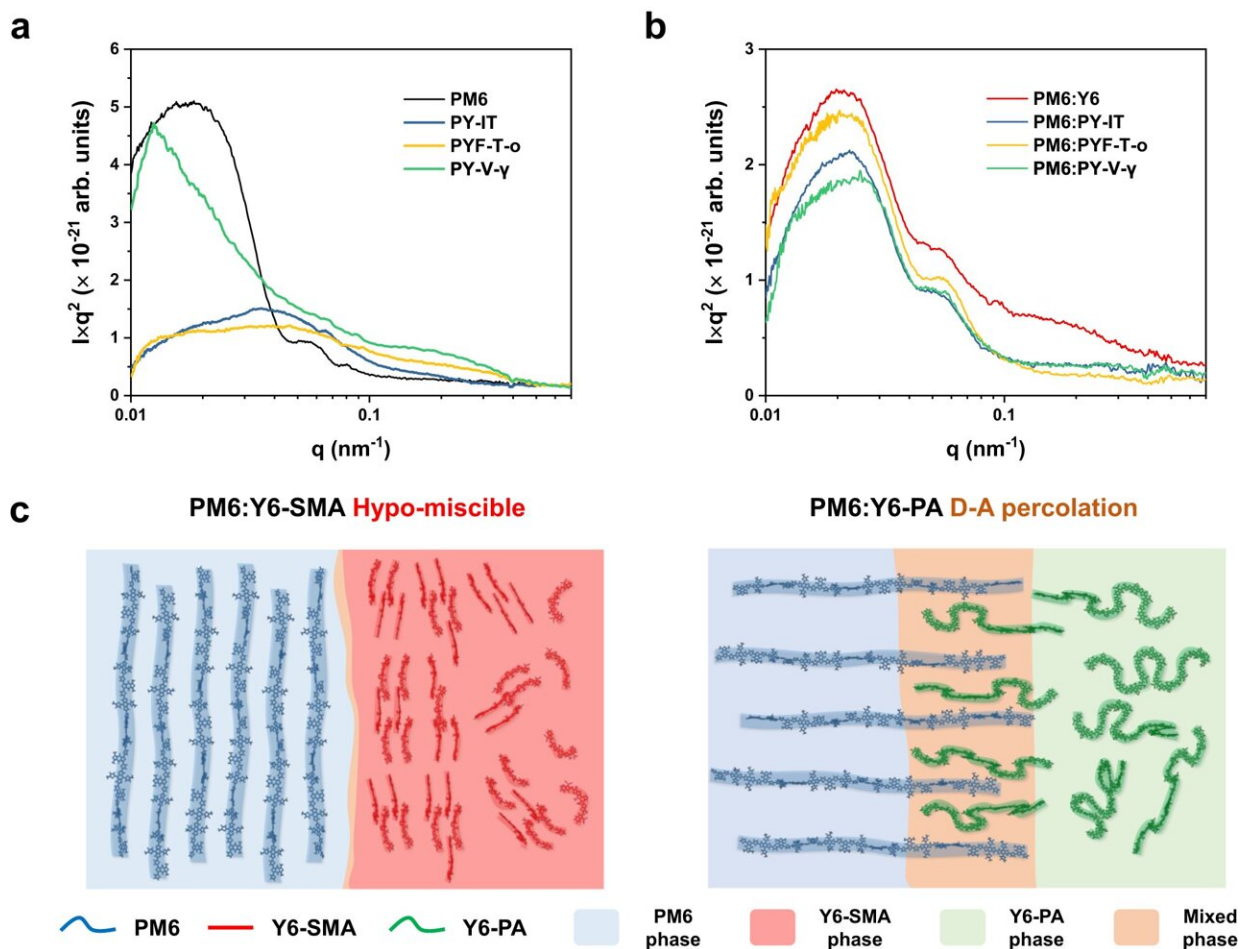 a
6
5
4
3
2
1
0
I×q² (× 10⁻²¹ arb. units)
PM6
PY-IT
PYF-T-o
PY-V-γ
0.01
0.1
q (nm⁻¹)
b
3
2
1
0
I×q² (× 10⁻²¹ arb. units)
PM6:Y6
PM6:PY-IT
PM6:PYF-T-o
PM6:PY-V-γ
0.01
0.1
q (nm⁻¹)
c
PM6:Y6-SMA Hypo-miscible
PM6:Y6-PA D-A percolation
PM6
Y6-SMA
Y6-PA
PM6
phase
Y6-SMA
phase
Y6-PA
phase
Mixed
phase